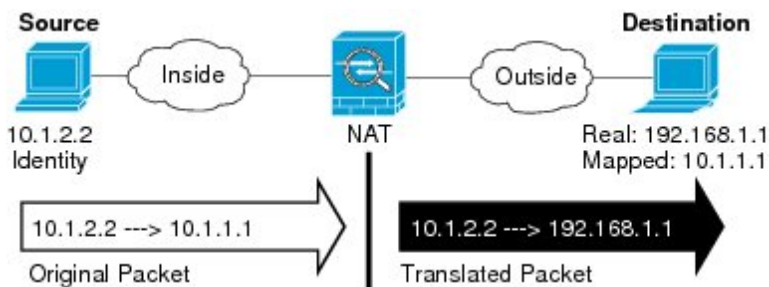 Source
Destination
Inside
Outside
10.1.2.2
Identity
NAT
Real: 192.168.1.1
Mapped: 10.1.1.1
10.1.2.2 ---> 10.1.1.1
10.1.2.2 ---> 192.168.1.1
Original Packet
Translated Packet